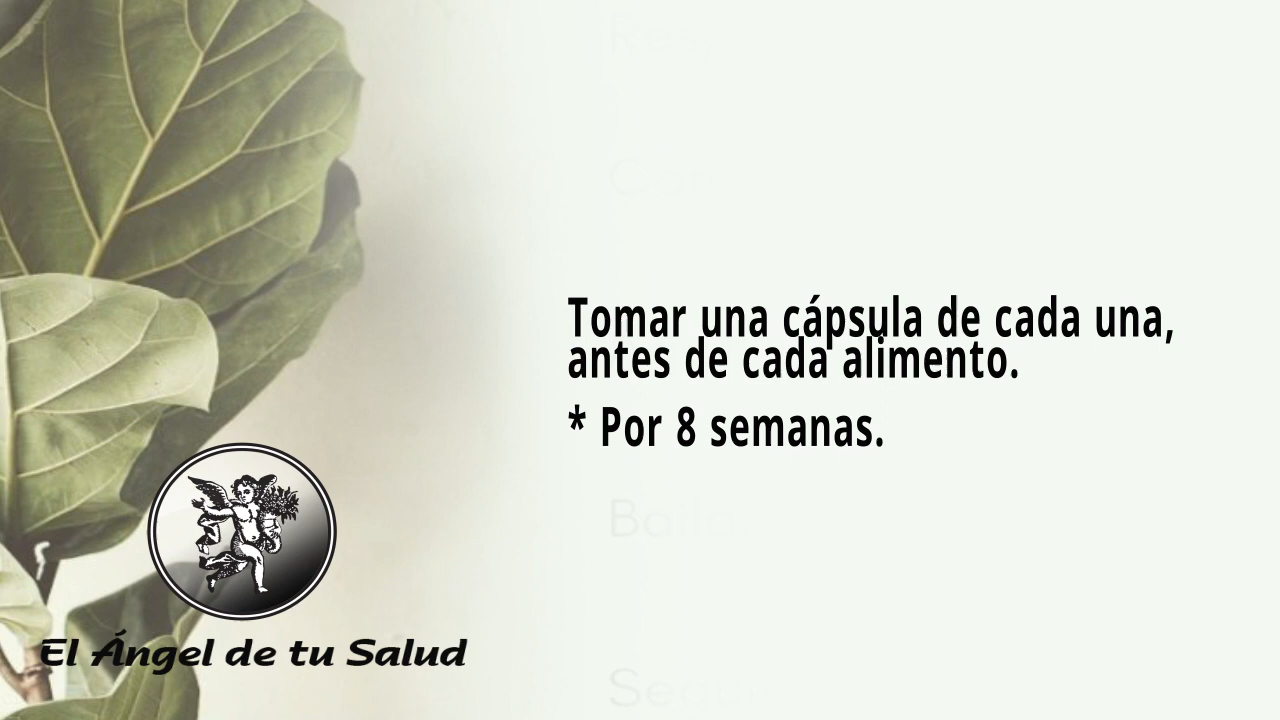 Tomar una cápsula de cada una,
antes de cada alimento.
* Por 8 semanas.
El Ángel de tu Salud